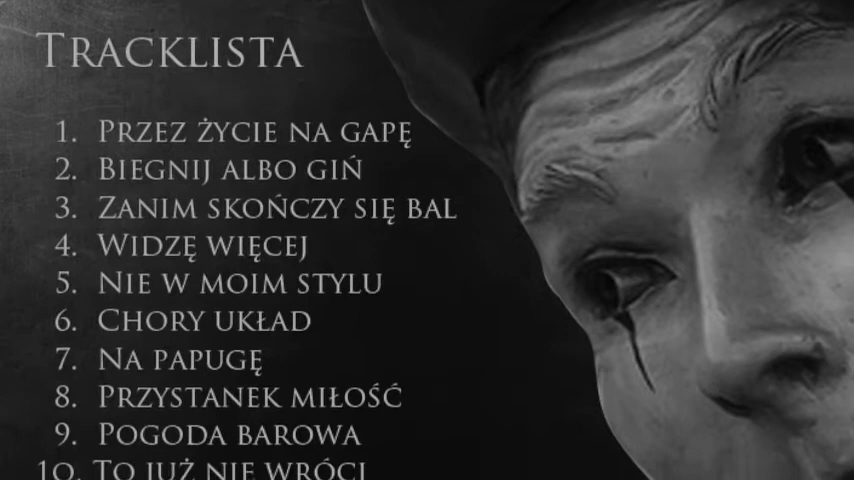 Tracklista
1. Przez życie na gapę
2. Biegnij albo giń
3. Zanim skończy się bal
4. Widzę więcej
5. Nie w moim stylu
6. Chory układ
7. Na papugę
8. Przystanek miłość
9. Pogoda barowa
10. To już nie wróci